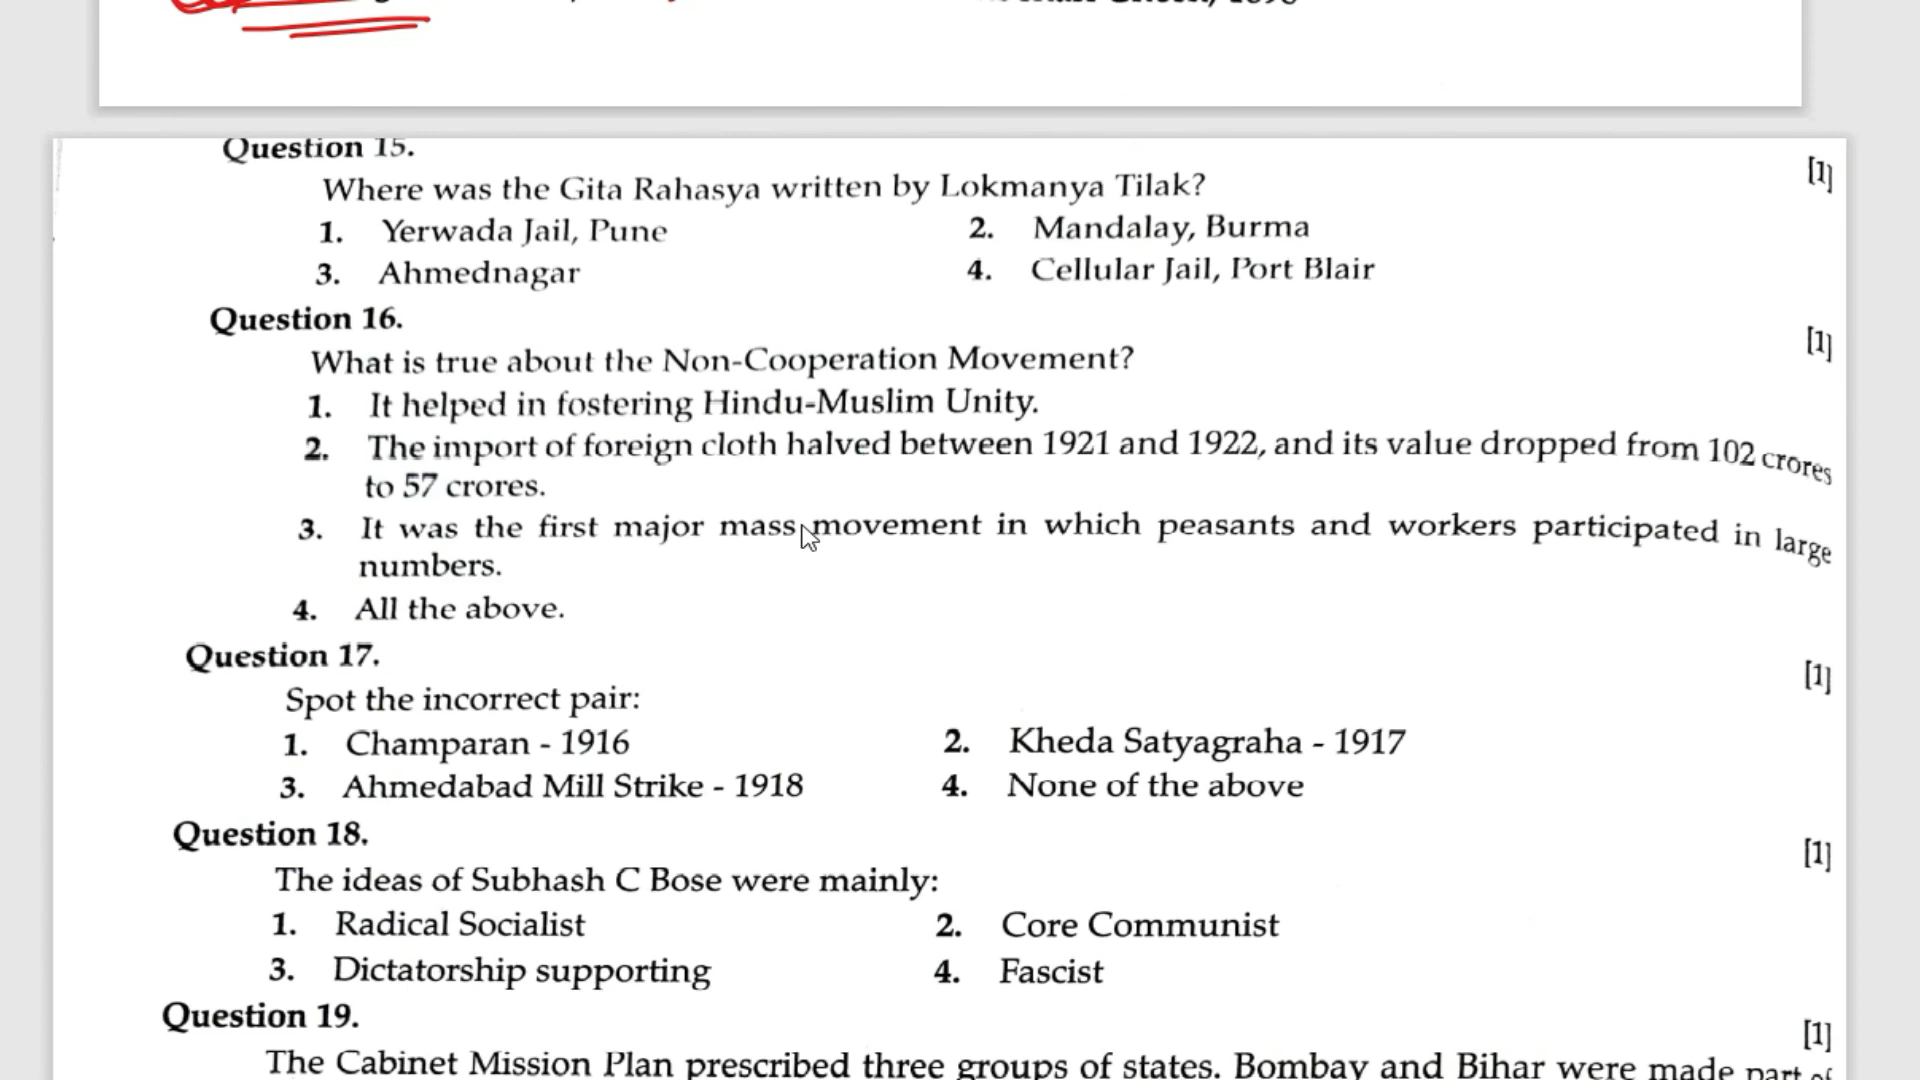 Question 15.
[1]
Where was the Gita Rahasya written by Lokmanya Tilak?
1. Yerwada Jail, Pune
2. Mandalay, Burma
3. Ahmednagar
4. Cellular Jail, Port Blair
Question 16.
[1]
What is true about the Non-Cooperation Movement?
1. It helped in fostering Hindu-Muslim Unity.
2. The import of foreign cloth halved between 1921 and 1922, and its value dropped from 102 crores
to 57 crores.
3. It was the first major mass movement in which peasants and workers participated in large
numbers.
4. All the above.
Question 17.
[1]
Spot the incorrect pair:
1. Champaran - 1916
2. Kheda Satyagraha - 1917
3. Ahmedabad Mill Strike - 1918
4. None of the above
Question 18.
[1]
The ideas of Subhash C Bose were mainly:
1. Radical Socialist
2. Core Communist
3. Dictatorship supporting
4. Fascist
Question 19.
[1]
The Cabinet Mission Plan prescribed three groups of states. Bombay and Bihar were made part of